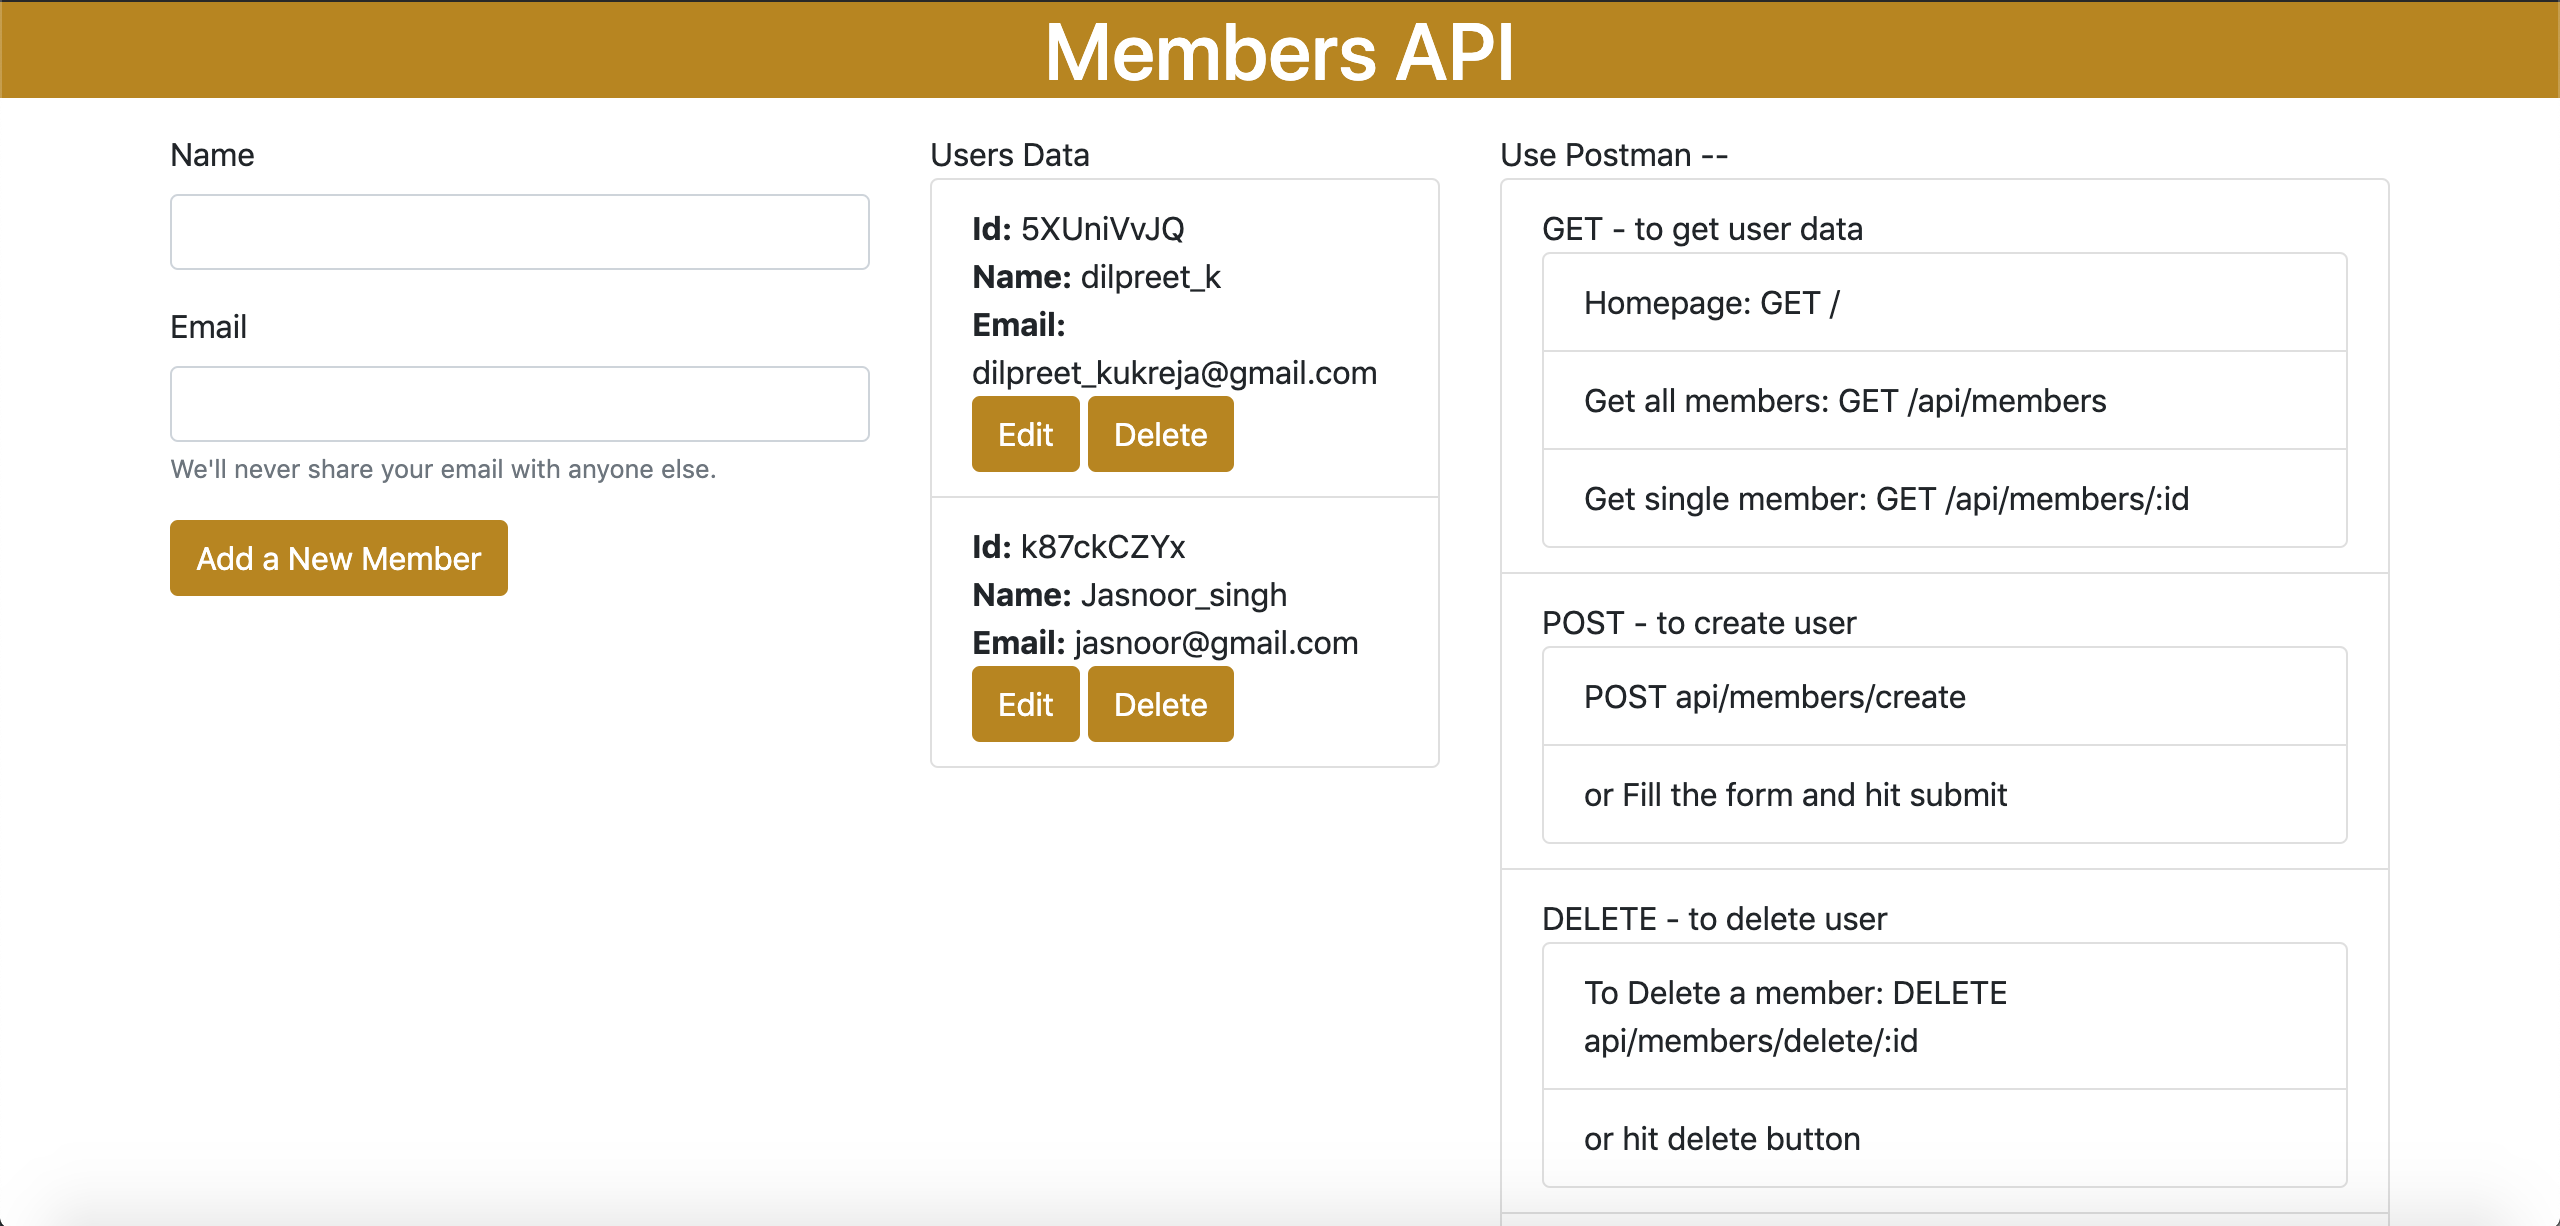 Members API
Name
Email
We'll never share your email with anyone else.
Add a New Member
Users Data
Id: 5XUniVvJQ
Name: dilpreet_k
Email:
dilpreet_kukreja@gmail.com
Edit Delete
Id: k87ckCZYx
Name: Jasnoor_singh
Email: jasnoor@gmail.com
Edit Delete
Use Postman --
GET - to get user data
Homepage: GET /
Get all members: GET /api/members
Get single member: GET /api/members/:id
POST - to create user
POST api/members/create
or Fill the form and hit submit
DELETE - to delete user
To Delete a member: DELETE
api/members/delete/:id
or hit delete button